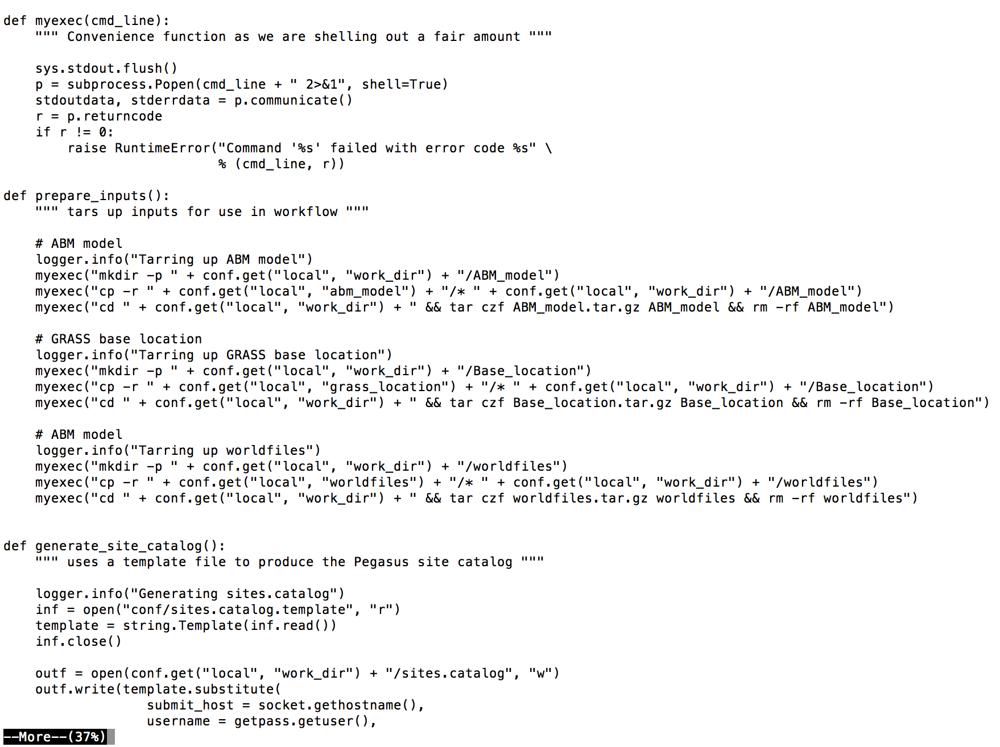 def myexec(cmd_line):
    """ Convenience function as we are shelling out a fair amount """

    sys.stdout.flush()
    p = subprocess.Popen(cmd_line + " 2>&1", shell=True)
    stdoutdata, stderrdata = p.communicate()
    r = p.returncode
    if r != 0:
        raise RuntimeError("Command '%s' failed with error code %s" \
                           % (cmd_line, r))

def prepare_inputs():
    """ tars up inputs for use in workflow """

    # ABM model
    logger.info("Tarring up ABM model")
    myexec("mkdir -p " + conf.get("local", "work_dir") + "/ABM_model")
    myexec("cp -r " + conf.get("local", "abm_model") + "/* " + conf.get("local", "work_dir") + "/ABM_model")
    myexec("cd " + conf.get("local", "work_dir") + " && tar czf ABM_model.tar.gz ABM_model && rm -rf ABM_model")

    # GRASS base location
    logger.info("Tarring up GRASS base location")
    myexec("mkdir -p " + conf.get("local", "work_dir") + "/Base_location")
    myexec("cp -r " + conf.get("local", "grass_location") + "/* " + conf.get("local", "work_dir") + "/Base_location")
    myexec("cd " + conf.get("local", "work_dir") + " && tar czf Base_location.tar.gz Base_location && rm -rf Base_location")

    # ABM model
    logger.info("Tarring up worldfiles")
    myexec("mkdir -p " + conf.get("local", "work_dir") + "/worldfiles")
    myexec("cp -r " + conf.get("local", "worldfiles") + "/* " + conf.get("local", "work_dir") + "/worldfiles")
    myexec("cd " + conf.get("local", "work_dir") + " && tar czf worldfiles.tar.gz worldfiles && rm -rf worldfiles")


def generate_site_catalog():
    """ uses a template file to produce the Pegasus site catalog """

    logger.info("Generating sites.catalog")
    inf = open("conf/sites.catalog.template", "r")
    template = string.Template(inf.read())
    inf.close()

    outf = open(conf.get("local", "work_dir") + "/sites.catalog", "w")
    outf.write(template.substitute(
                  submit_host = socket.gethostname(),
                  username = getpass.getuser(),
--More--(37%)